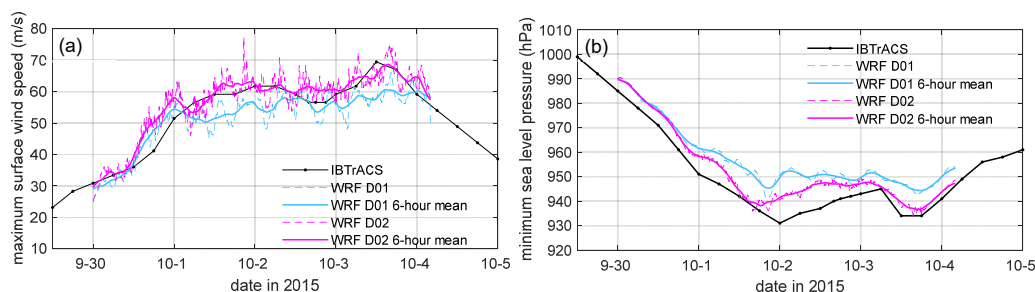 (a)
maximum surface wind speed (m/s)
80
70
60
50
40
30
20
10
IBTrACS
WRF D01
WRF D01 6-hour mean
WRF D02
WRF D02 6-hour mean
9-30
10-1
10-2
10-3
10-4
10-5
date in 2015
(b)
minimum sea level pressure (hPa)
1010
1000
990
980
970
960
950
940
930
920
IBTrACS
WRF D01
WRF D01 6-hour mean
WRF D02
WRF D02 6-hour mean
9-30
10-1
10-2
10-3
10-4
10-5
date in 2015